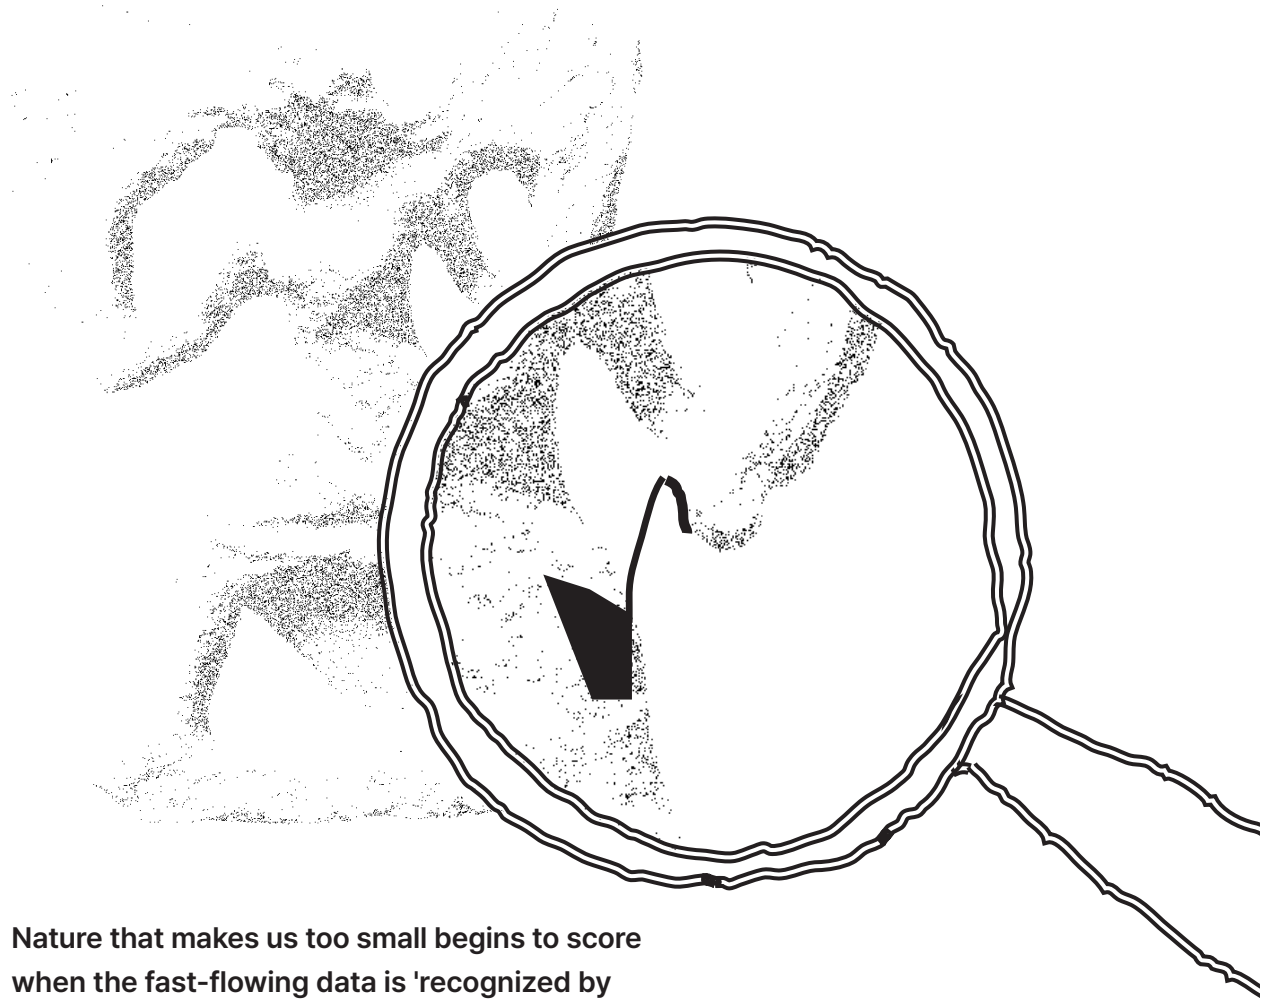 Nature that makes us too small begins to score
when the fast-flowing data is 'recognized by